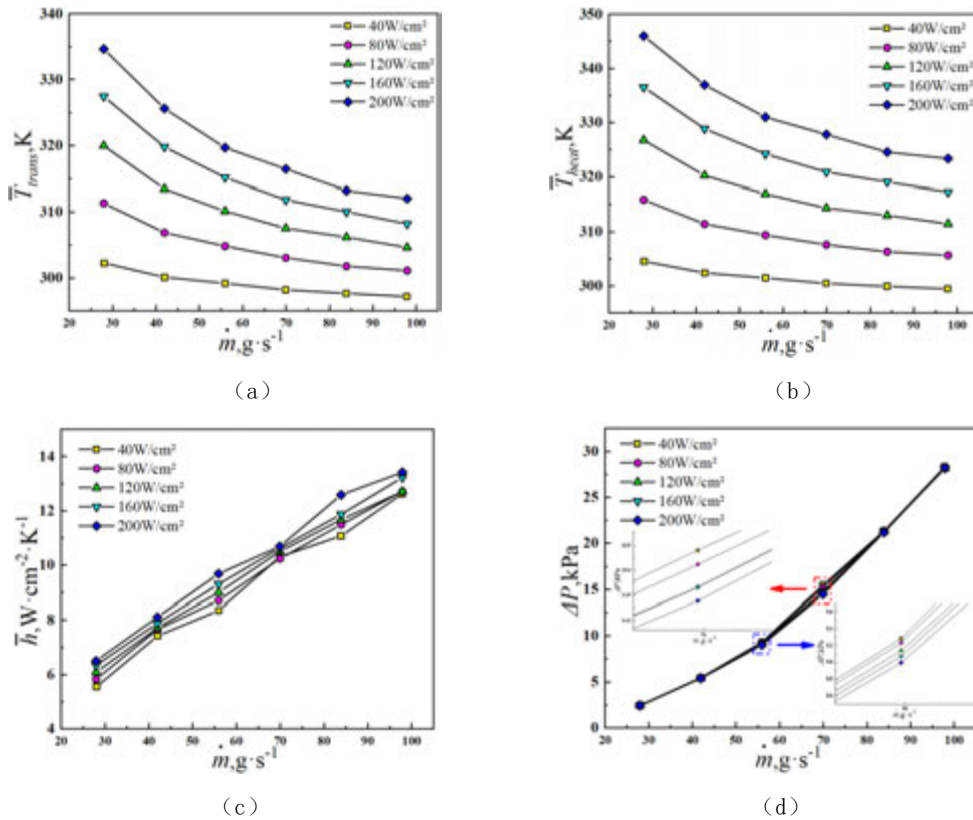 340
330
320
310
300
T̅trans,K
40W/cm²
80W/cm²
120W/cm²
160W/cm²
200W/cm²
20 30 40 50 60 70 80 90 100
ṁ,g·s⁻¹
(a)
350
340
330
320
310
300
T̅heat,K
40W/cm²
80W/cm²
120W/cm²
160W/cm²
200W/cm²
20 30 40 50 60 70 80 90 100
ṁ,g·s⁻¹
(b)
14
12
10
8
6
4
h̅,W·cm⁻²·K⁻¹
40W/cm²
80W/cm²
120W/cm²
160W/cm²
200W/cm²
20 30 40 50 60 70 80 90 100
ṁ,g·s⁻¹
(c)
30
25
20
15
10
5
0
ΔP,kPa
40W/cm²
80W/cm²
120W/cm²
160W/cm²
200W/cm²
20 30 40 50 60 70 80 90 100
ṁ,g·s⁻¹
(d)